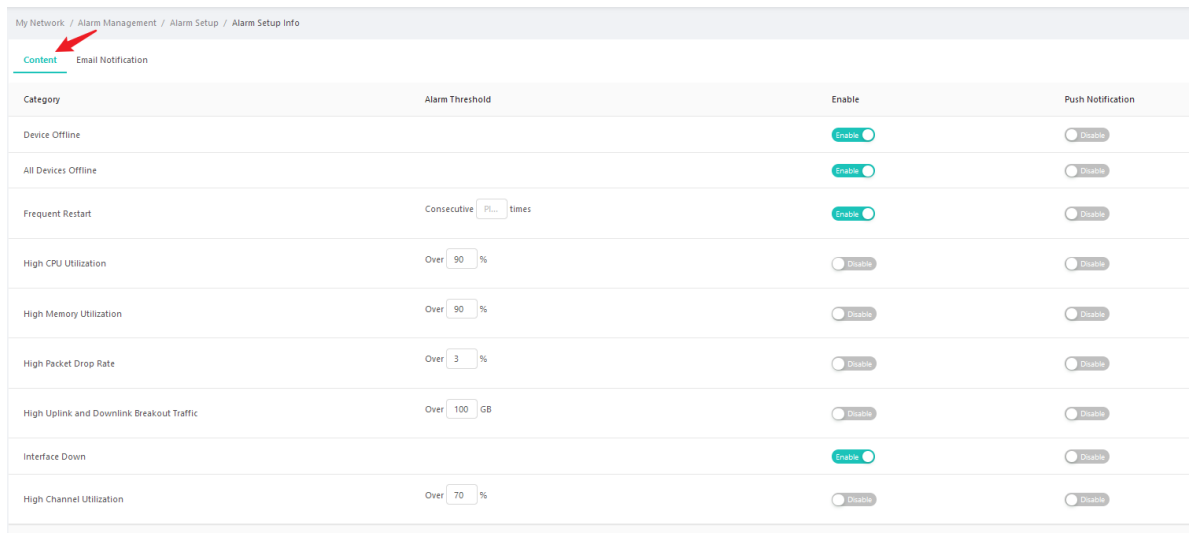 My Network / Alarm Management / Alarm Setup / Alarm Setup Info
Content Email Notification
Category Alarm Threshold Enable Push Notification
Device Offline Enable Disable
All Devices Offline Enable Disable
Frequent Restart Consecutive Pl... times Enable Disable
High CPU Utilization Over 90 % Disable Disable
High Memory Utilization Over 90 % Disable Disable
High Packet Drop Rate Over 3 % Disable Disable
High Uplink and Downlink Breakout Traffic Over 100 GB Disable Disable
Interface Down Enable Disable
High Channel Utilization Over 70 % Disable Disable